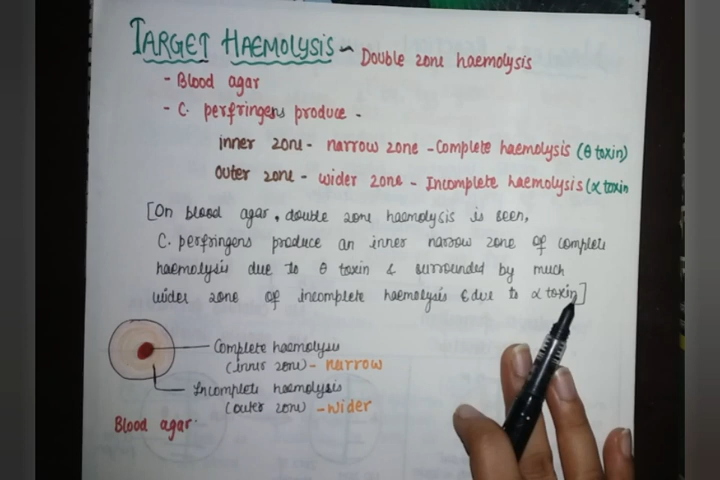 TARGET HAEMOLYSIS ~ Double zone haemolysis
- Blood agar
- C. perfringens produce -
inner zone - narrow zone - Complete haemolysis (θ toxin)
outer zone - wider zone - Incomplete haemolysis (α toxin
[On blood agar, double zone haemolysis is seen,
C. perfringens produce an inner narrow zone of complete
haemolysis due to θ toxin & surrounded by much
wider zone of incomplete haemolysis due to α toxin]
Complete haemolysis
(inner zone) - narrow
Incomplete haemolysis
(outer zone) - wider
Blood agar.